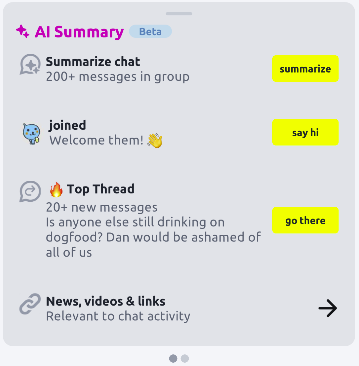 AI Summary Beta
Summarize chat
200+ messages in group
summarize
joined
Welcome them! 👋
say hi
🔥 Top Thread
20+ new messages
Is anyone else still drinking on
dogfood? Dan would be ashamed of
all of us
go there
News, videos & links
Relevant to chat activity